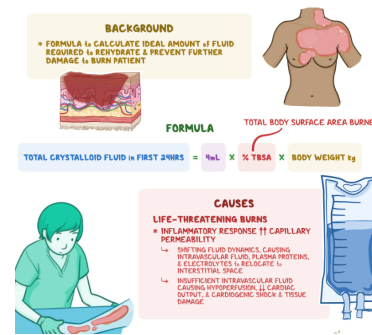 BACKGROUND
* FORMULA to CALCULATE IDEAL AMOUNT of FLUID
REQUIRED to REHYDRATE & PREVENT FURTHER
DAMAGE to BURN PATIENT
TOTAL BODY SURFACE AREA BURNE
FORMULA
TOTAL CRYSTALLOID FLUID in FIRST 24HRS = 4mL x % TBSA x BODY WEIGHT kg
CAUSES
LIFE-THREATENING BURNS
* INFLAMMATORY RESPONSE ↑↑ CAPILLARY
PERMEABILITY
↳ SHIFTING FLUID DYNAMICS, CAUSING
INTRAVASCULAR FLUID, PLASMA PROTEINS,
& ELECTROLYTES to RELOCATE to
INTERSTITIAL SPACE
↳ INSUFFICIENT INTRAVASCULAR FLUID
CAUSING HYPOPERFUSION, ↓↓ CARDIAC
OUTPUT, & CARDIOGENIC SHOCK & TISSUE
DAMAGE